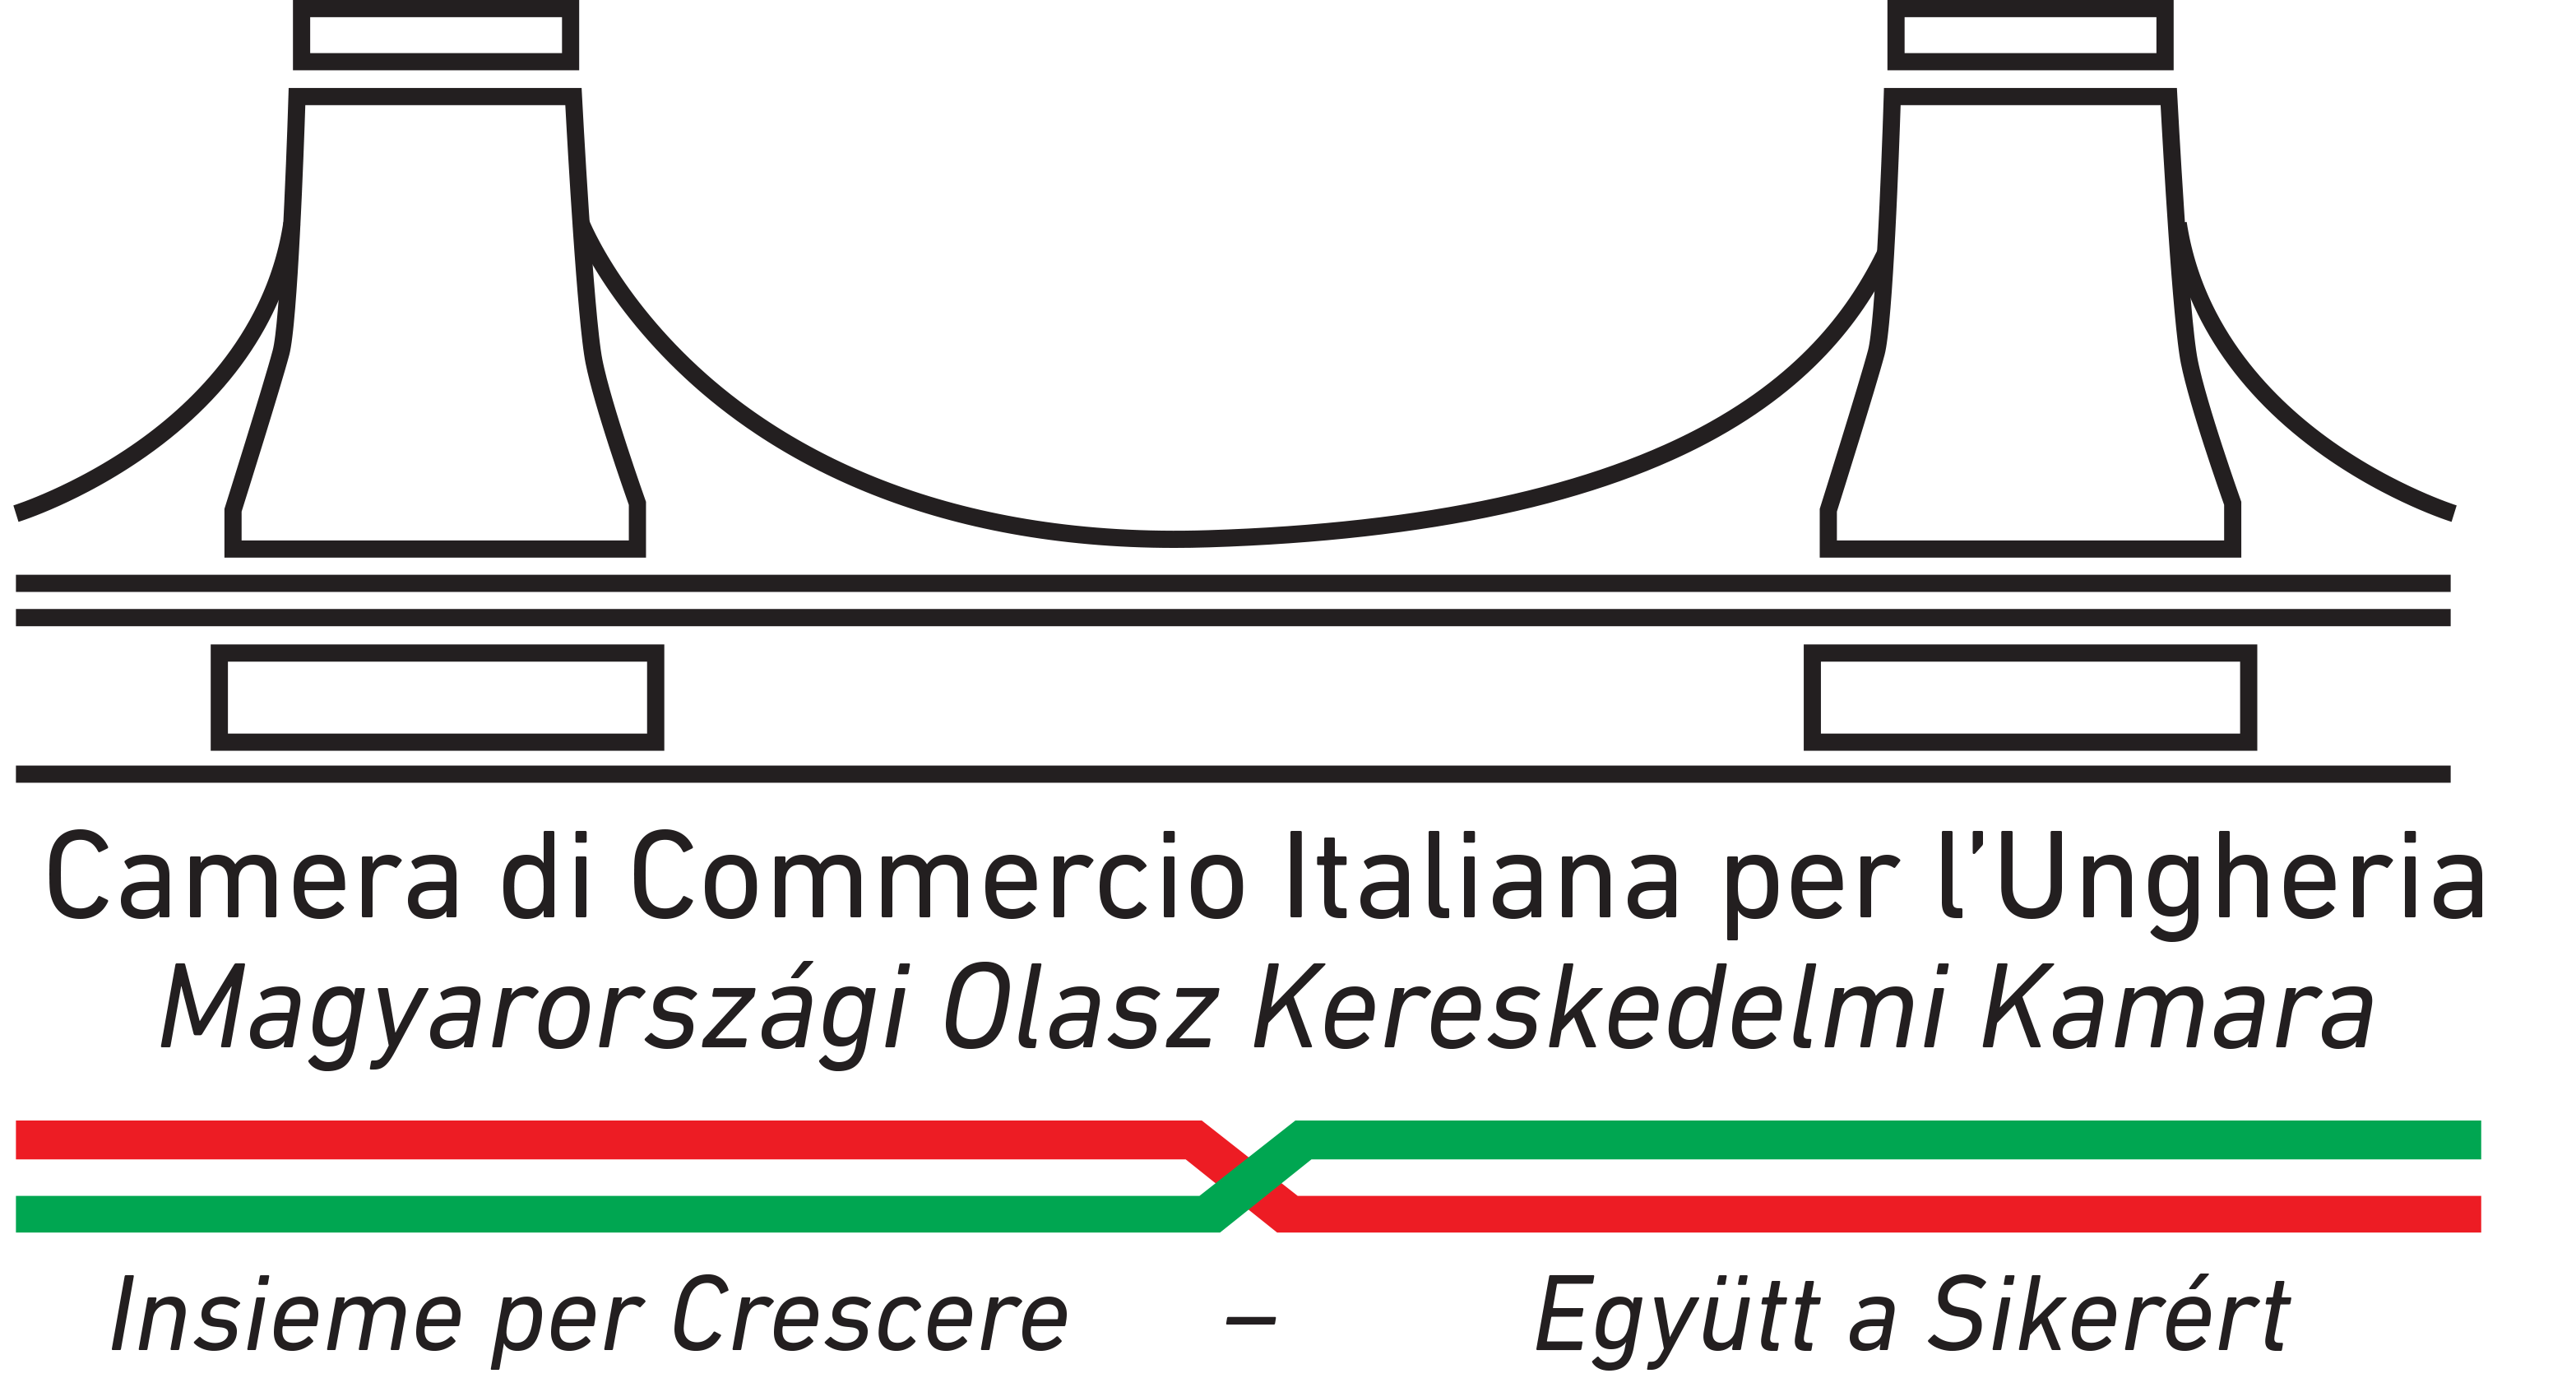 Camera di Commercio Italiana per l’Ungheria
Magyarországi Olasz Kereskedelmi Kamara
Insieme per Crescere – Együtt a Sikerért